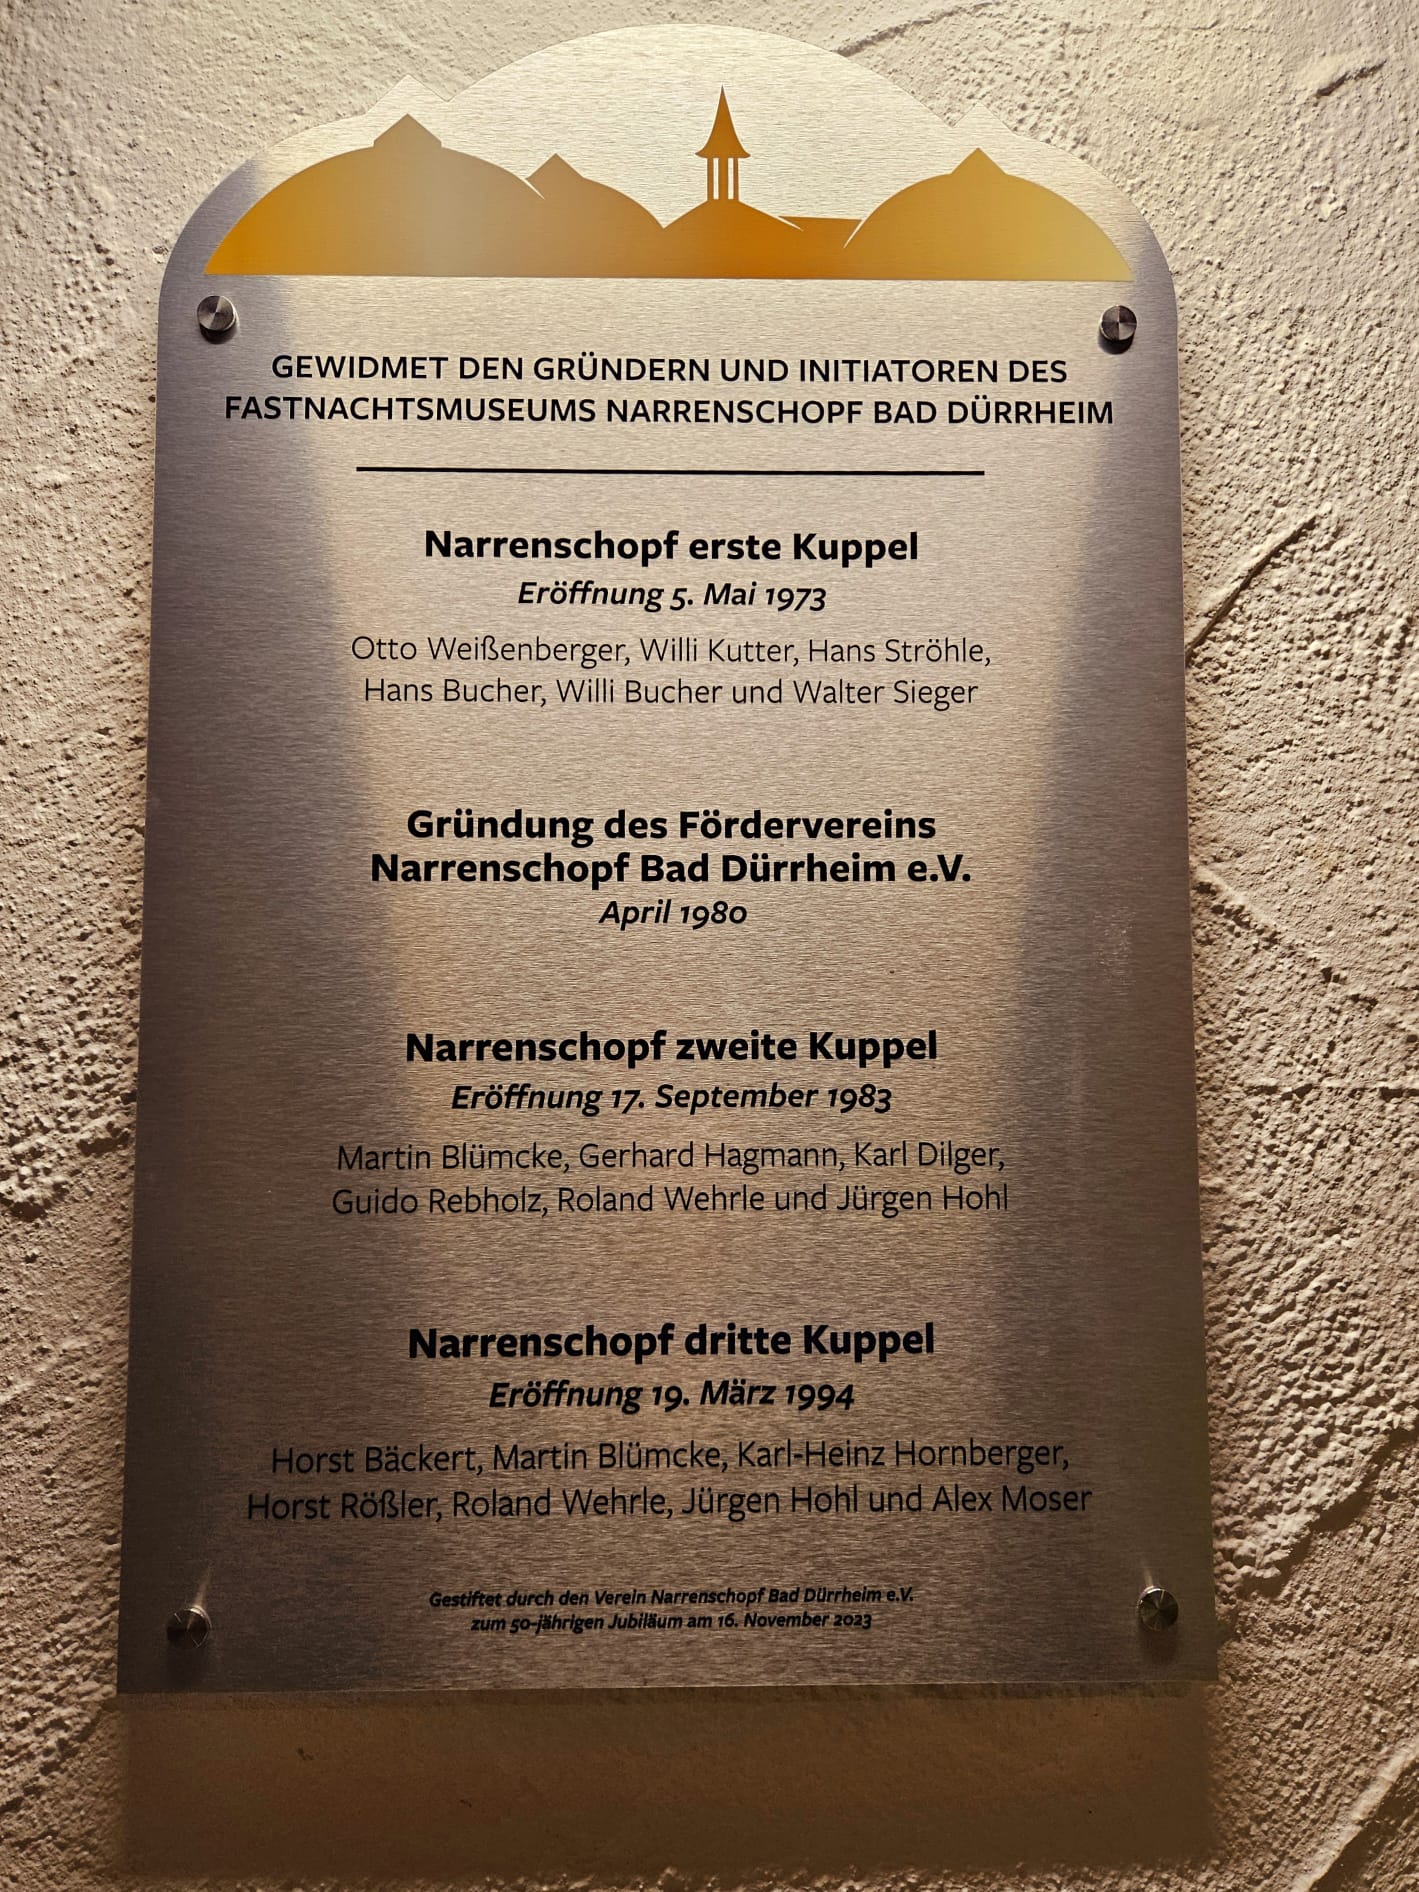 GEWIDMET DEN GRÜNDERN UND INITIATOREN DES
FASTNACHTSMUSEUMS NARRENSCHOPF BAD DÜRRHEIM
Narrenschopf erste Kuppel
Eröffnung 5. Mai 1973
Otto Weißenberger, Willi Kutter, Hans Ströhle,
Hans Bucher, Willi Bucher und Walter Sieger
Gründung des Fördervereins
Narrenschopf Bad Dürrheim e.V.
April 1980
Narrenschopf zweite Kuppel
Eröffnung 17. September 1983
Martin Blümcke, Gerhard Hagmann, Karl Dilger,
Guido Rebholz, Roland Wehrle und Jürgen Hohl
Narrenschopf dritte Kuppel
Eröffnung 19. März 1994
Horst Bäckert, Martin Blümcke, Karl-Heinz Hornberger,
Horst Rößler, Roland Wehrle, Jürgen Hohl und Alex Moser
Gestiftet durch den Verein Narrenschopf Bad Dürrheim e.V.
zum 50-jährigen Jubiläum am 16. November 2023